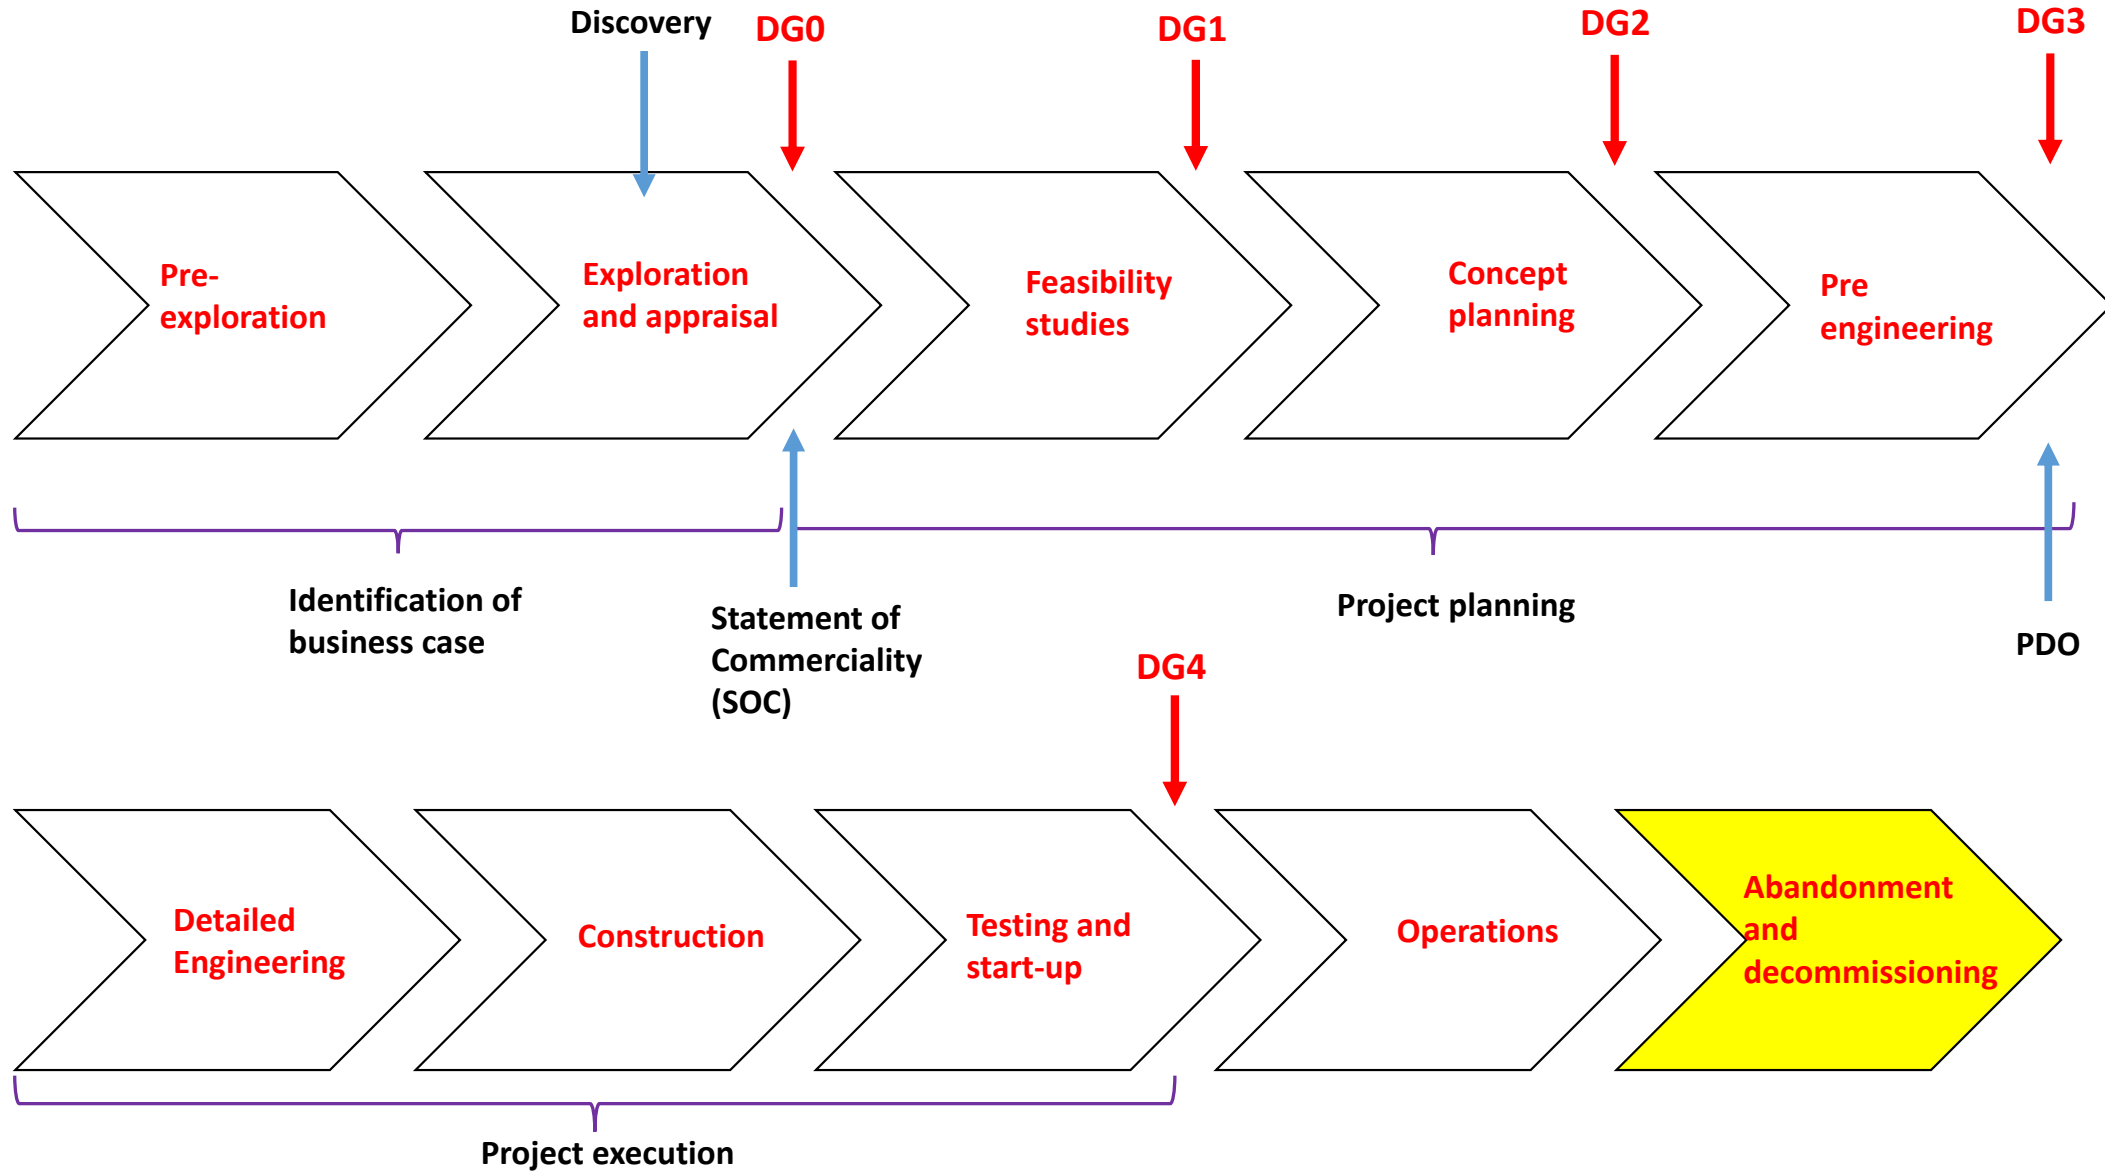 Discovery
DG0
DG1
DG2
DG3
Pre-
exploration
Exploration
and appraisal
Feasibility
studies
Concept
planning
Pre
engineering
Identification of
business case
Statement of
Commerciality
(SOC)
Project planning
PDO
DG4
Detailed
Engineering
Construction
Testing and
start-up
Operations
Abandonment
and
decommissioning
Project execution